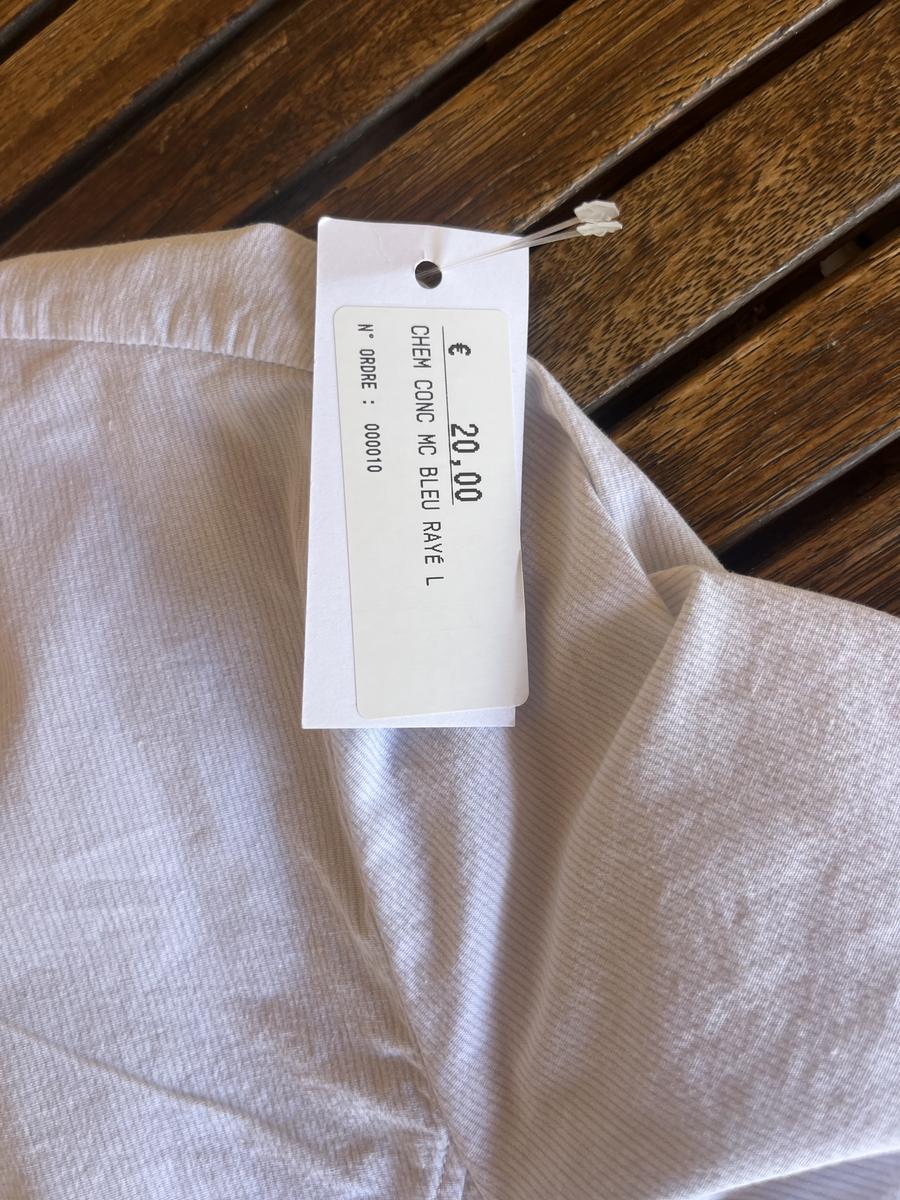 € 20,00
CHEM CONC MC BLEU RAYÉ L
N° ORDRE : 000010